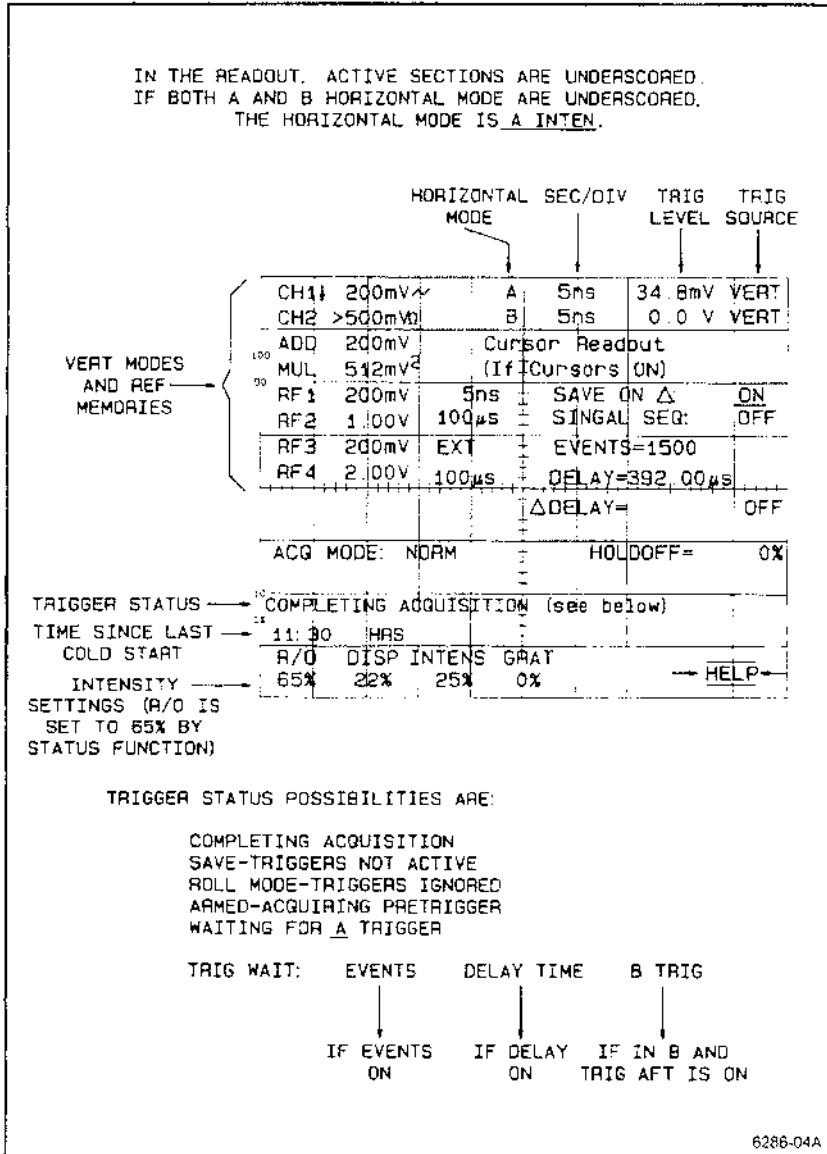 IN THE READOUT, ACTIVE SECTIONS ARE UNDERSCORED.
IF BOTH A AND B HORIZONTAL MODE ARE UNDERSCORED,
THE HORIZONTAL MODE IS A INTEN.
HORIZONTAL MODE
SEC/DIV
TRIG LEVEL
TRIG SOURCE
VERT MODES AND REF MEMORIES
CH1↓ 200mV∿ A 5ns 34.8mV VERT
CH2 >500mVΩ B 5ns 0.0 V VERT
ADD 200mV Cursor Readout
100
MUL 512mV² (If Cursors ON)
90
RF1 200mV 5ns SAVE ON Δ: ON
RF2 1.00V 100µs SINGAL SEQ: OFF
RF3 200mV EXT EVENTS=1500
RF4 2.00V 100µs DELAY=392.00µs
ΔDELAY= OFF
ACQ MODE: NORM HOLDOFF= 0%
TRIGGER STATUS
COMPLETING ACQUISITION (see below)
TIME SINCE LAST COLD START
11:30 HRS
R/O DISP INTENS GRAT
65% 22% 25% 0% HELP
INTENSITY
SETTINGS (R/O IS
SET TO 65% BY
STATUS FUNCTION)
TRIGGER STATUS POSSIBILITIES ARE:
COMPLETING ACQUISITION
SAVE-TRIGGERS NOT ACTIVE
ROLL MODE-TRIGGERS IGNORED
ARMED-ACQUIRING PRETRIGGER
WAITING FOR A TRIGGER
TRIG WAIT: EVENTS DELAY TIME B TRIG
IF EVENTS ON
IF DELAY ON
IF IN B AND TRIG AFT IS ON
6286-04A